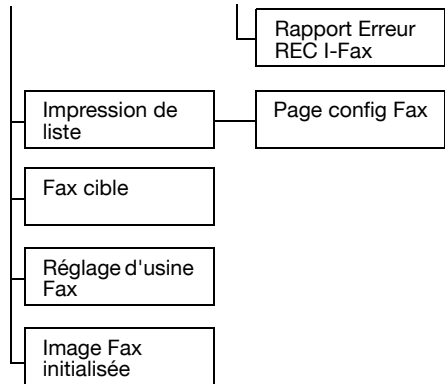 Rapport Erreur
REC I-Fax
Impression de
liste
Page config Fax
Fax cible
Réglage d'usine
Fax
Image Fax
initialisée